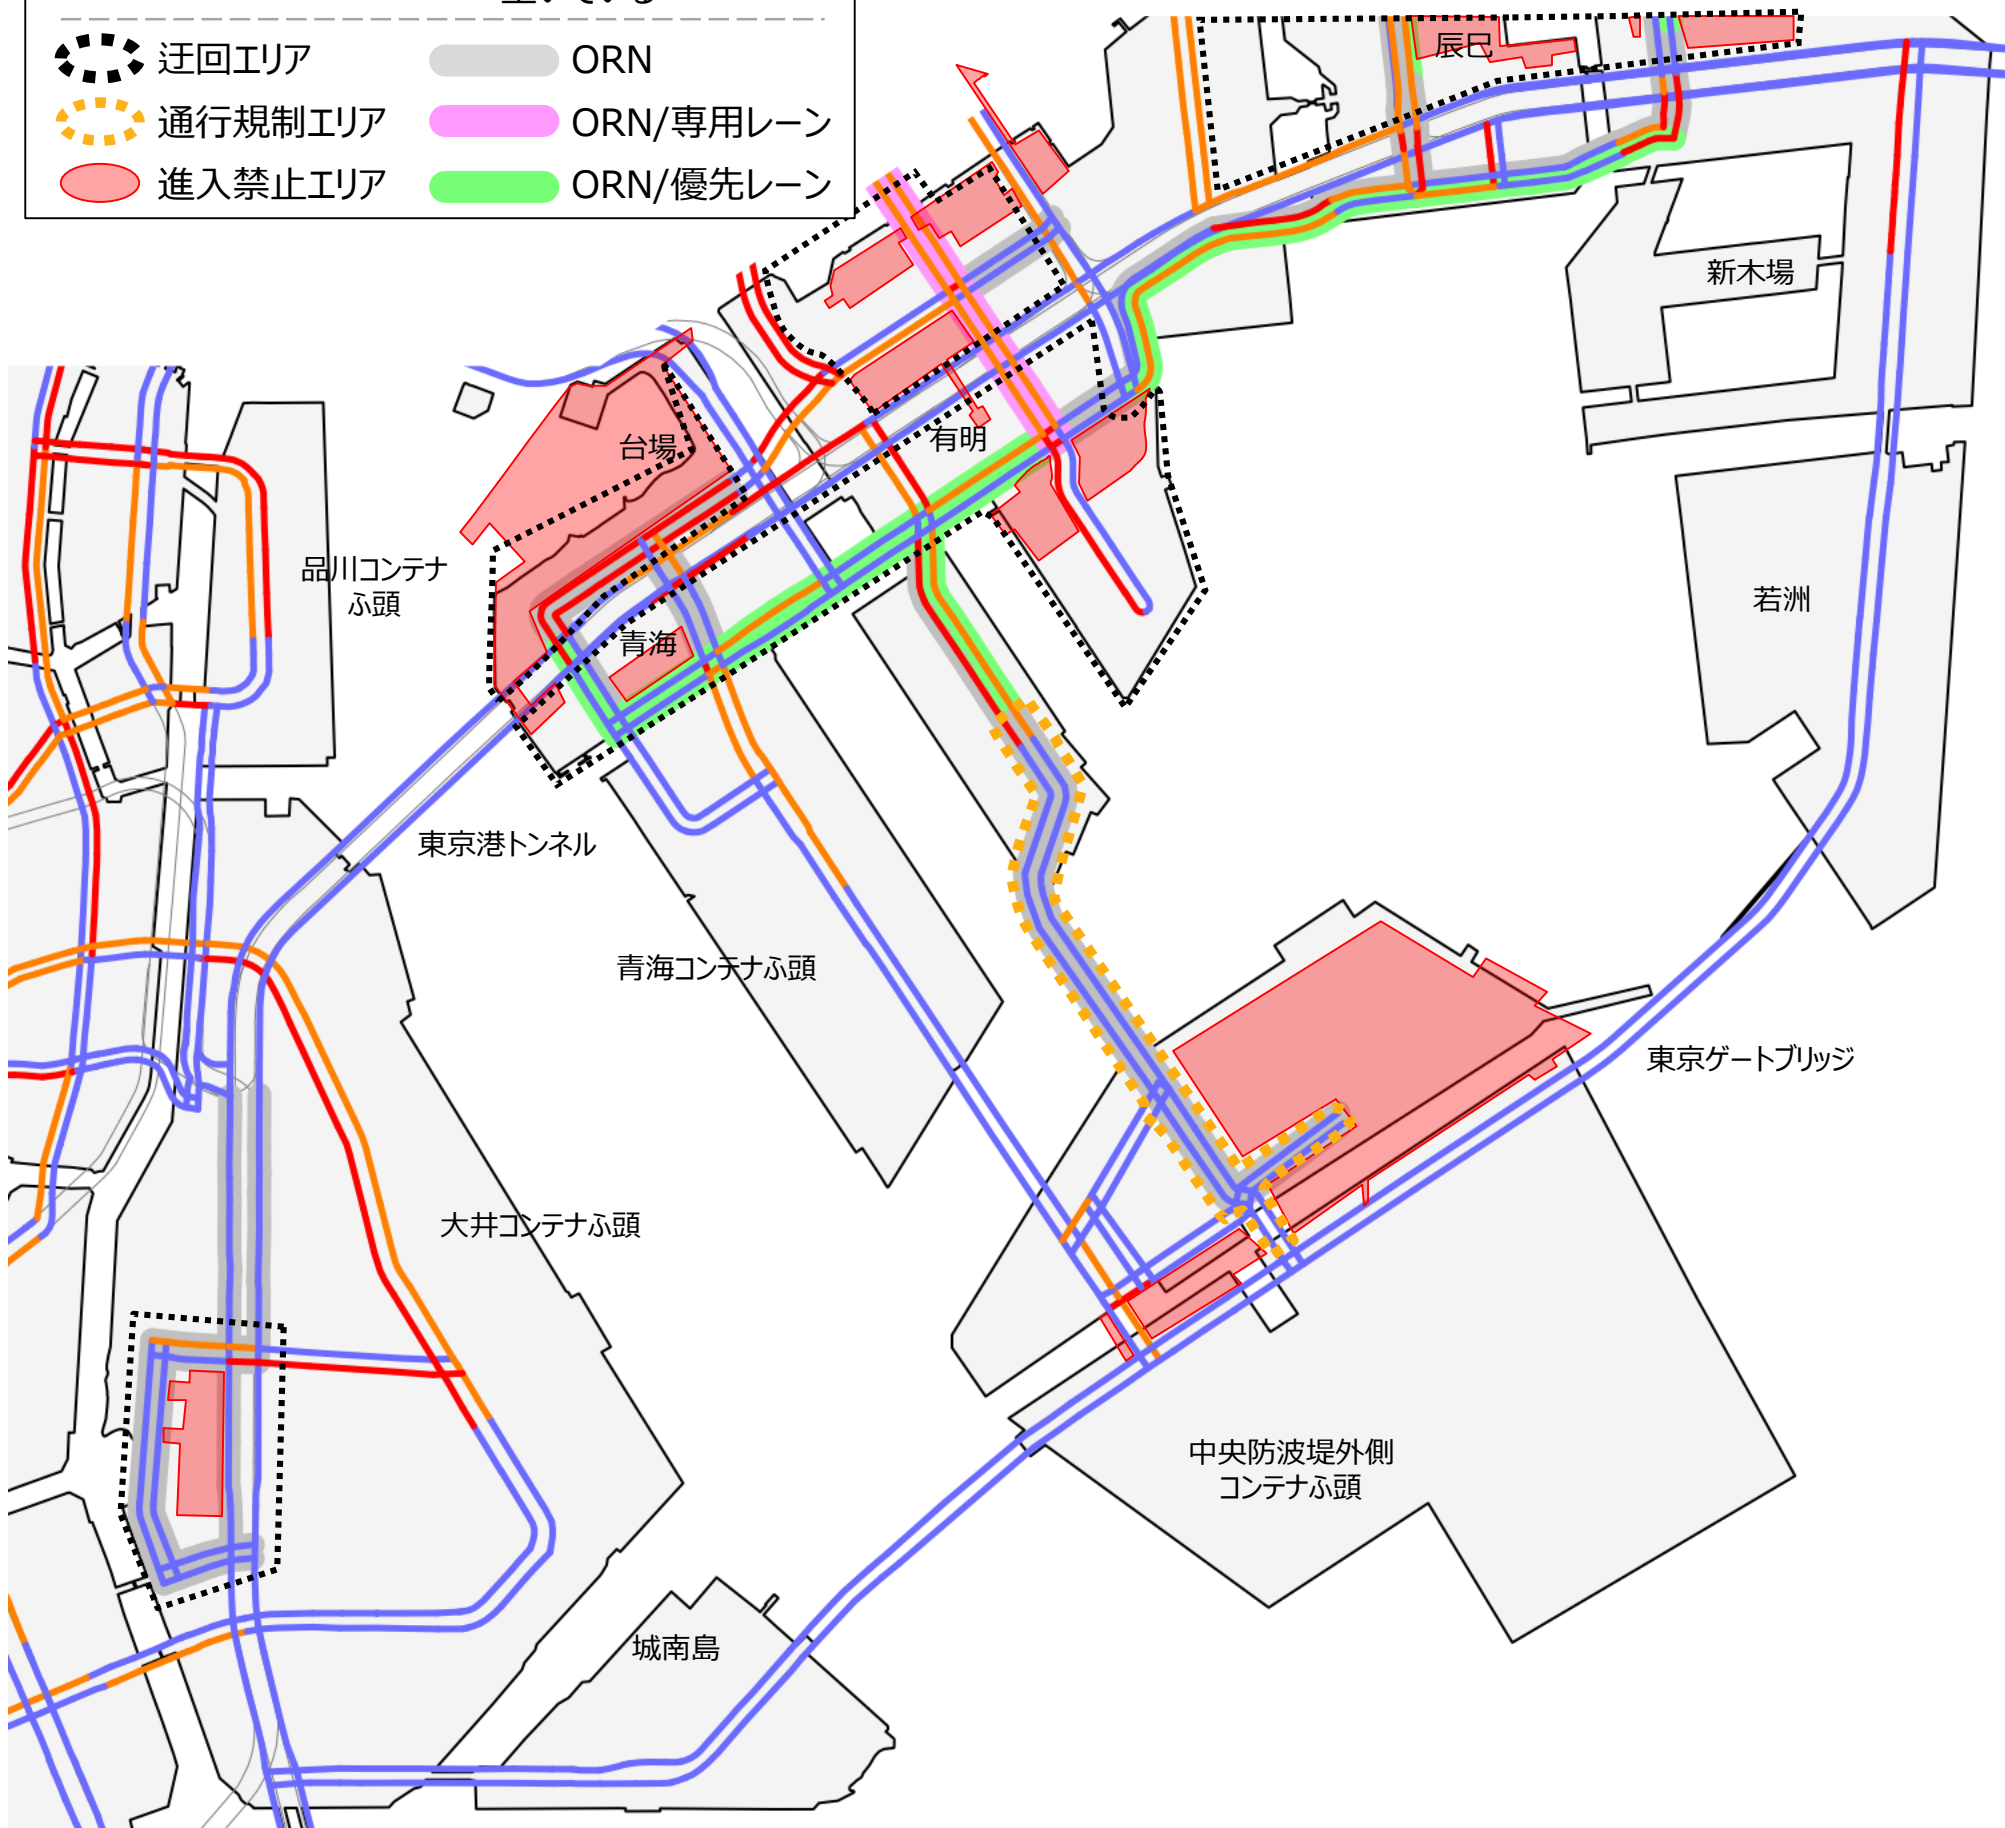 空いている
迂回エリア
ORN
通行規制エリア
ORN/専用レーン
進入禁止エリア
ORN/優先レーン
辰巳
新木場
有明
台場
品川コンテナ
ふ頭
若洲
青海
東京港トンネル
青海コンテナふ頭
東京ゲートブリッジ
大井コンテナふ頭
中央防波堤外側
コンテナふ頭
城南島